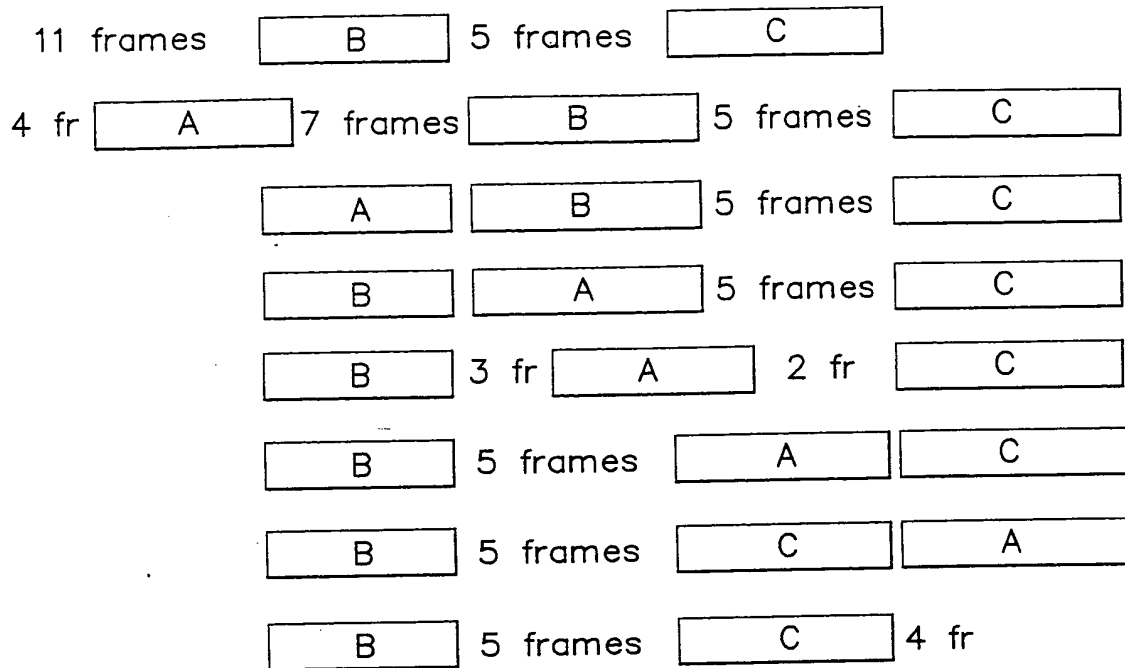 11 frames B 5 frames C
4 fr A 7 frames B 5 frames C
A B 5 frames C
B A 5 frames C
B 3 fr A 2 fr C
B 5 frames A C
B 5 frames C A
B 5 frames C 4 fr